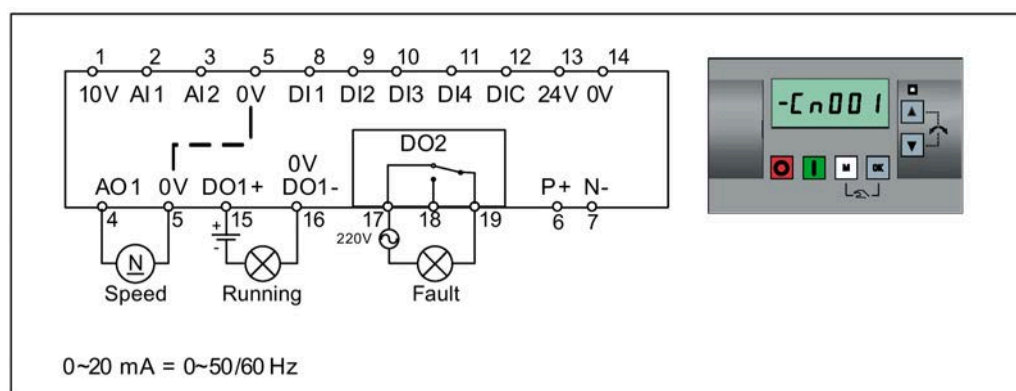 1 2 3 5 8 9 10 11 12 13 14
10V AI1 AI2 0V DI1 DI2 DI3 DI4 DIC 24V 0V
-Cn001
DO2
0V
AO1 0V DO1+ DO1- P+ N-
4 5 15 16 17 18 19 6 7
+
-
220V
M OK
N
Speed Running Fault
0~20 mA = 0~50/60 Hz